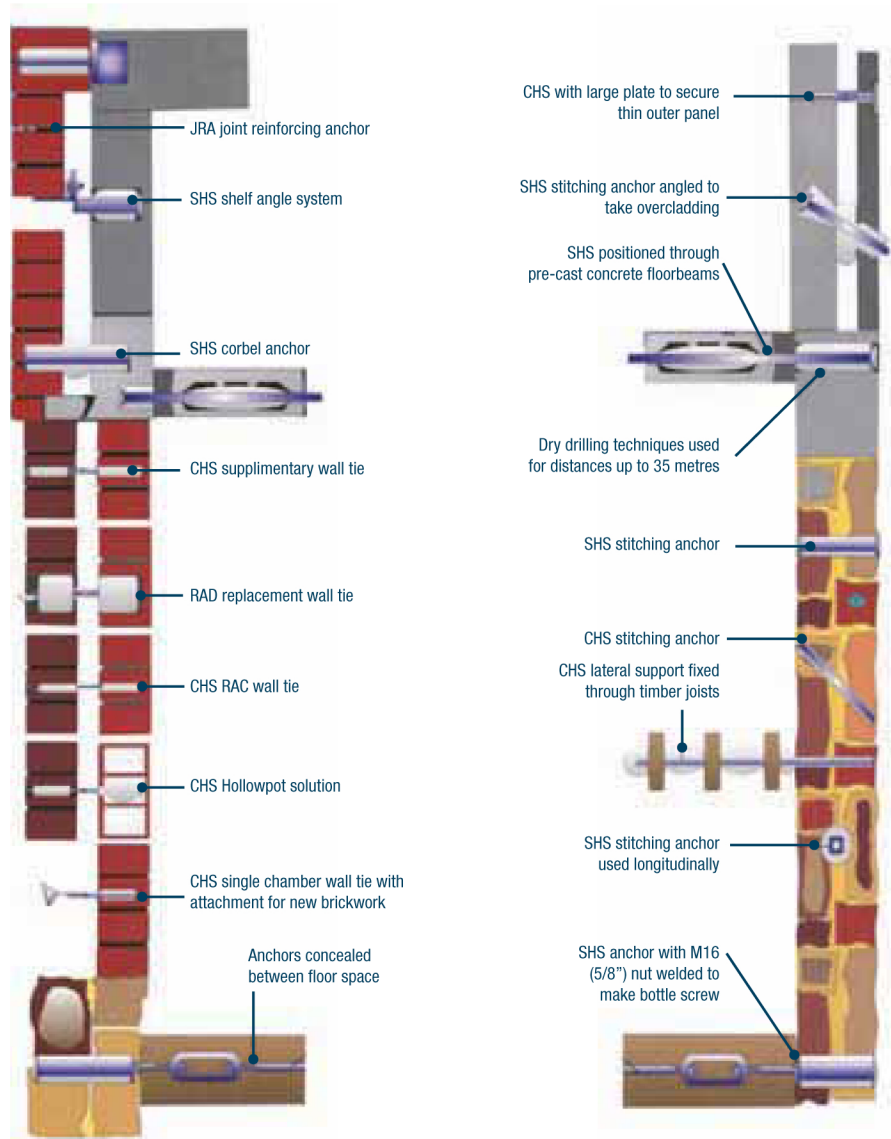 JRA joint reinforcing anchor
SHS shelf angle system
SHS corbel anchor
CHS supplimentary wall tie
RAD replacement wall tie
CHS RAC wall tie
CHS Hollowpot solution
CHS single chamber wall tie with
attachment for new brickwork
Anchors concealed
between floor space
CHS with large plate to secure
thin outer panel
SHS stitching anchor angled to
take overcladding
SHS positioned through
pre-cast concrete floorbeams
Dry drilling techniques used
for distances up to 35 metres
SHS stitching anchor
CHS stitching anchor
CHS lateral support fixed
through timber joists
SHS stitching anchor
used longitudinally
SHS anchor with M16
(5/8”) nut welded to
make bottle screw